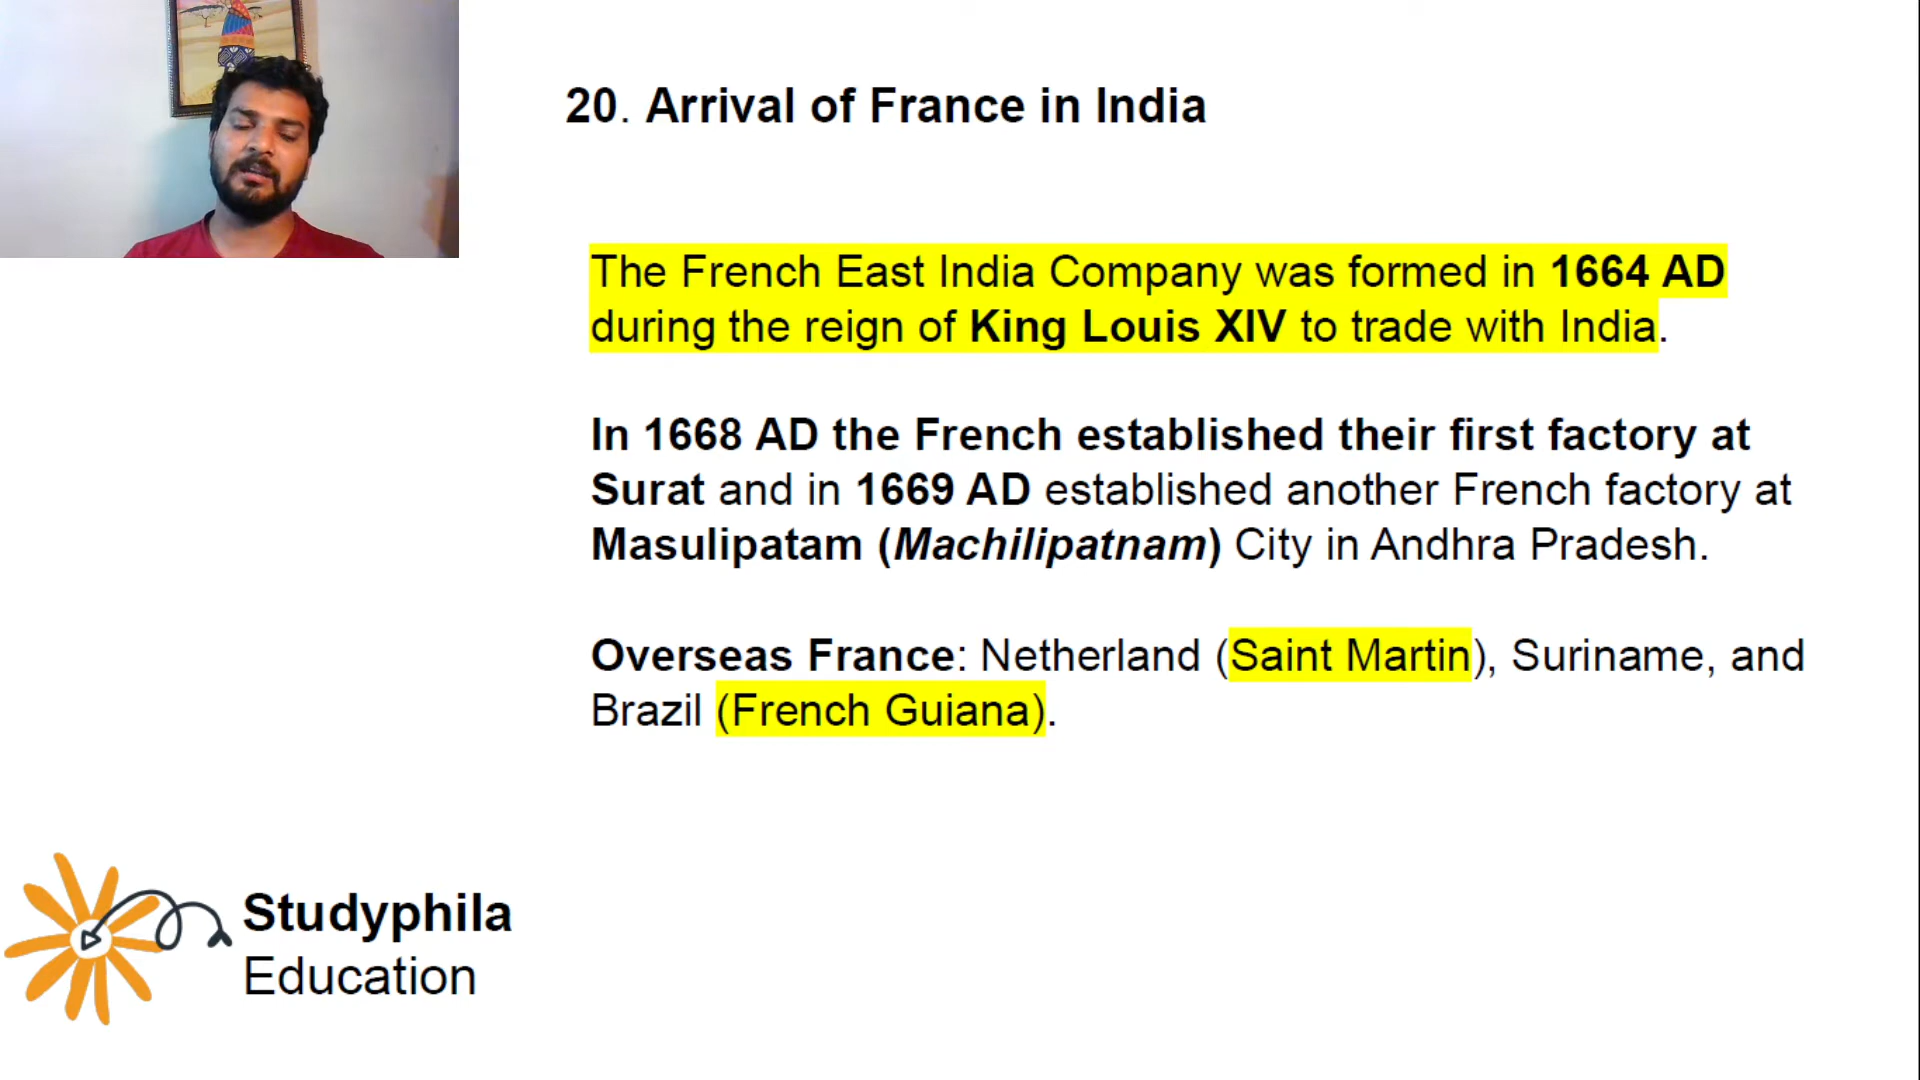 20. Arrival of France in India
The French East India Company was formed in 1664 AD
during the reign of King Louis XIV to trade with India.
In 1668 AD the French established their first factory at
Surat and in 1669 AD established another French factory at
Masulipatam (Machilipatnam) City in Andhra Pradesh.
Overseas France: Netherland (Saint Martin), Suriname, and
Brazil (French Guiana).
Studyphila
Education